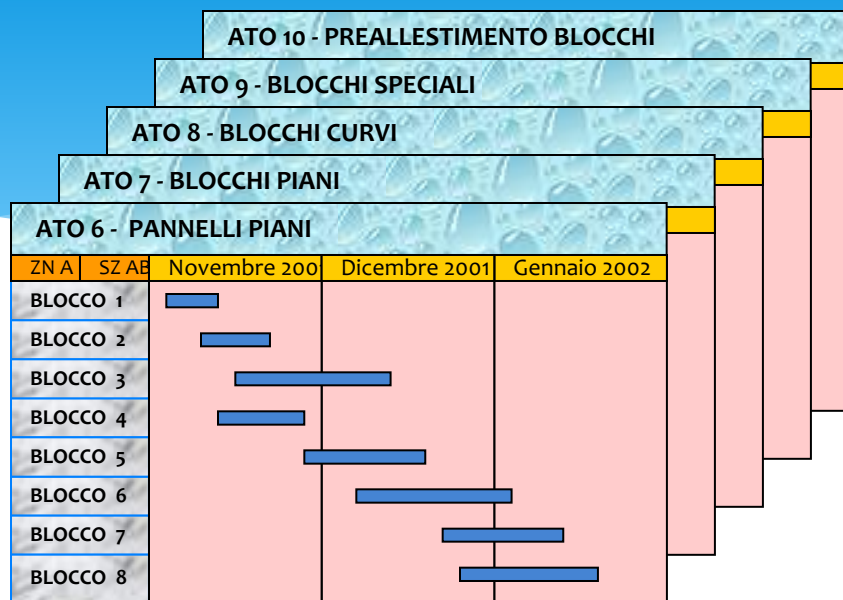 ATO 10 - PREALLESTIMENTO BLOCCHI
ATO 9 - BLOCCHI SPECIALI
ATO 8 - BLOCCHI CURVI
ATO 7 - BLOCCHI PIANI
ATO 6 - PANNELLI PIANI
ZN A SZ AB Novembre 200 Dicembre 2001 Gennaio 2002
BLOCCO 1
BLOCCO 2
BLOCCO 3
BLOCCO 4
BLOCCO 5
BLOCCO 6
BLOCCO 7
BLOCCO 8